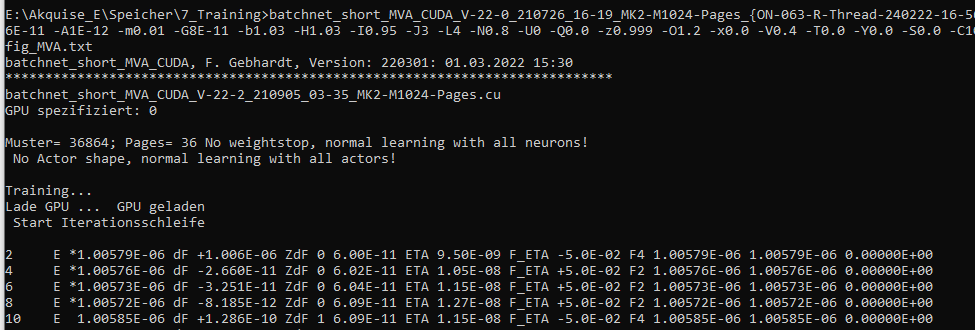 E:\Akquise_E\Speicher\7_Training>batchnet_short_MVA_CUDA_V-22-0_210726_16-19_MK2-M1024-Pages_{ON-063-R-Thread-240222-16-5
6E-11 -A1E-12 -m0.01 -G8E-11 -b1.03 -H1.03 -I0.95 -J3 -L4 -N0.8 -U0 -Q0.0 -z0.999 -O1.2 -x0.0 -V0.4 -T0.0 -Y0.0 -S0.0 -C1
fig_MVA.txt
batchnet_short_MVA_CUDA, F. Gebhardt, Version: 220301: 01.03.2022 15:30
****************************************************************************
batchnet_short_MVA_CUDA_V-22-2_210905_03-35_MK2-M1024-Pages.cu
GPU spezifiziert: 0
Muster= 36864; Pages= 36 No weightstop, normal learning with all neurons!
No Actor shape, normal learning with all actors!
Training...
Lade GPU ...  GPU geladen
Start Iterationsschleife
2 E *1.00579E-06 dF +1.006E-06 ZdF 0 6.00E-11 ETA 9.50E-09 F_ETA -5.0E-02 F4 1.00579E-06 1.00579E-06 0.00000E+00
4 E *1.00576E-06 dF -2.660E-11 ZdF 0 6.02E-11 ETA 1.05E-08 F_ETA +5.0E-02 F2 1.00576E-06 1.00576E-06 0.00000E+00
6 E *1.00573E-06 dF -3.251E-11 ZdF 0 6.04E-11 ETA 1.15E-08 F_ETA +5.0E-02 F2 1.00573E-06 1.00573E-06 0.00000E+00
8 E *1.00572E-06 dF -8.185E-12 ZdF 0 6.09E-11 ETA 1.27E-08 F_ETA +5.0E-02 F2 1.00572E-06 1.00572E-06 0.00000E+00
10 E 1.00585E-06 dF +1.286E-10 ZdF 1 6.09E-11 ETA 1.15E-08 F_ETA -5.0E-02 F4 1.00585E-06 1.00585E-06 0.00000E+00